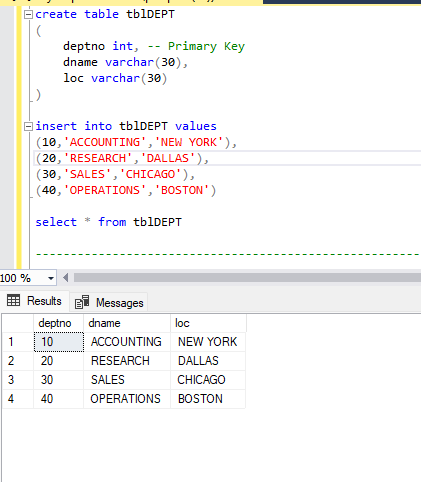 create table tblDEPT
(
deptno int, -- Primary Key
dname varchar(30),
loc varchar(30)
)
insert into tblDEPT values
(10,'ACCOUNTING','NEW YORK'),
(20,'RESEARCH','DALLAS'),
(30,'SALES','CHICAGO'),
(40,'OPERATIONS','BOSTON')
select * from tblDEPT
--------------------------------------------------------
100 %
Results Messages
deptno dname loc
1 10 ACCOUNTING NEW YORK
2 20 RESEARCH DALLAS
3 30 SALES CHICAGO
4 40 OPERATIONS BOSTON